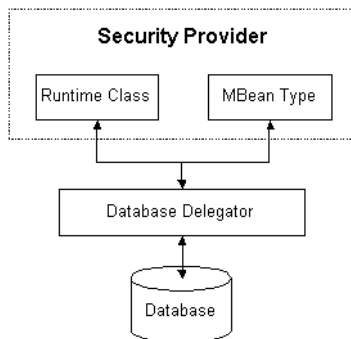 Security Provider
Runtime Class
MBean Type
Database Delegator
Database